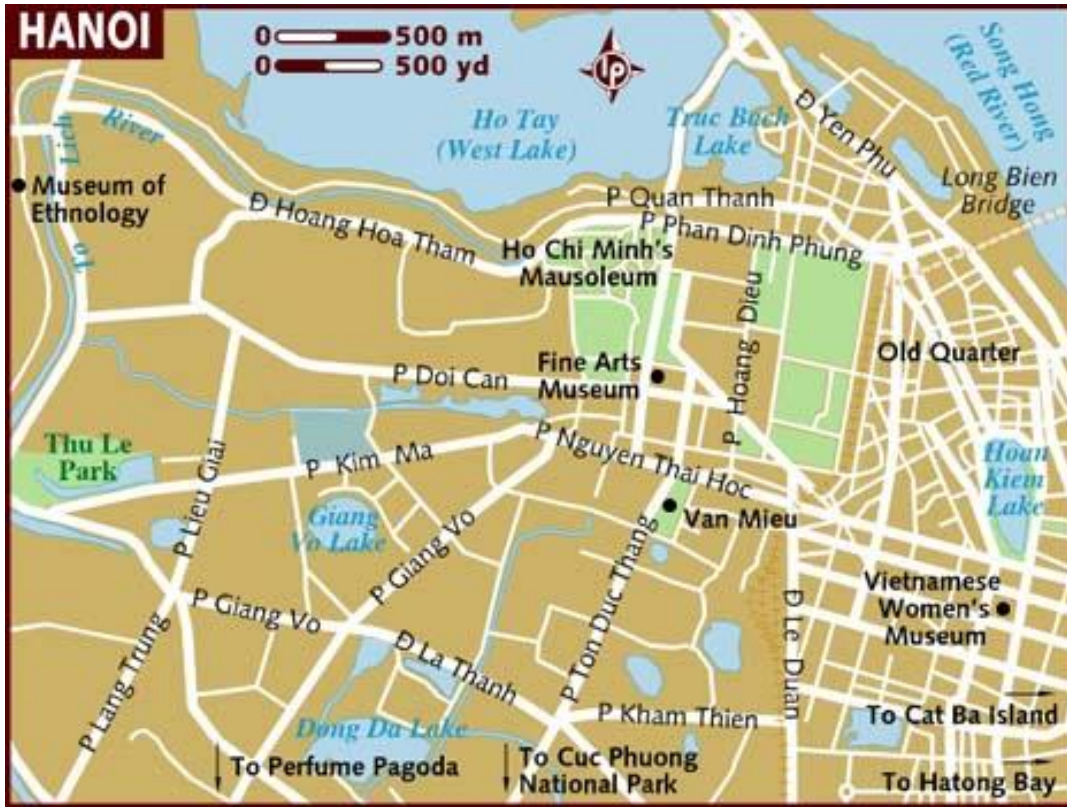 HANOI
0 500 m
0 500 yd
LP
Song Hong
(Red River)
Ho Tay
(West Lake)
Truc Buch
Lake
Đ Yen Phu
Long Bien
Bridge
To Lich River
Museum of
Ethnology
Đ Hoang Hoa Tham
P Quan Thanh
P Phan Dinh Phung
Ho Chi Minh's
Mausoleum
P Hoang Dieu
Old Quarter
Fine Arts
Museum
P Doi Can
Thu Le
Park
P Lieu Giai
P Kim Ma
P Nguyen Thai Hoc
Hoan
Kiem
Lake
Giang
Vo Lake
P Giang Vo
Van Mieu
P Ton Duc Thang
Vietnamese
Women's
Museum
P Giang Vo
Đ La Thanh
Đ Le Duan
P Lang Trung
P Kham Thien
To Cat Ba Island
Dong Da Lake
To Perfume Pagoda
To Cuc Phuong
National Park
To Hatong Bay